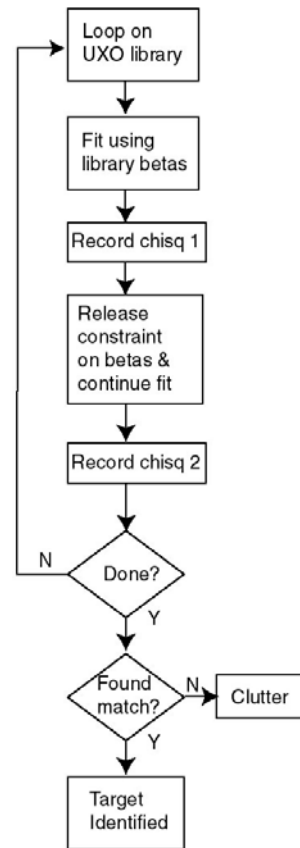 Loop on
UXO library
Fit using
library betas
Record chisq 1
Release
constraint
on betas &
continue fit
Record chisq 2
N
Done?
Y
Found
match?
N
Clutter
Y
Target
Identified